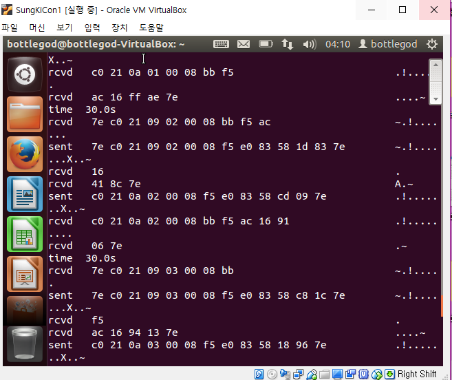 SungKiCon1 [실행 중] - Oracle VM VirtualBox
파일 머신 보기 입력 장치 도움말
bottlegod@bottlegod-VirtualBox: ~ 04:10 bottlegod
X..~
rcvd c0 21 0a 01 00 08 bb f5 .!....
.
rcvd ac 16 ff ae 7e ....~
time 30.0s
rcvd 7e c0 21 09 02 00 08 bb f5 ac ~.!.....
...
sent 7e c0 21 09 02 00 08 f5 e0 83 58 1d 83 7e ~.!.....
...X..~
rcvd 16 .
rcvd 41 8c 7e A.~
sent c0 21 0a 02 00 08 f5 e0 83 58 cd 09 7e .!.....
..X..~
rcvd c0 21 0a 02 00 08 bb f5 ac 16 91 .!.....
....
rcvd 06 7e .~
time 30.0s
rcvd 7e c0 21 09 03 00 08 bb ~.!.....
.
sent 7e c0 21 09 03 00 08 f5 e0 83 58 c8 1c 7e ~.!.....
...X..~
rcvd f5 .
rcvd ac 16 94 13 7e ....~
sent c0 21 0a 03 00 08 f5 e0 83 58 18 96 7e .!.....
..X..~
Right Shift